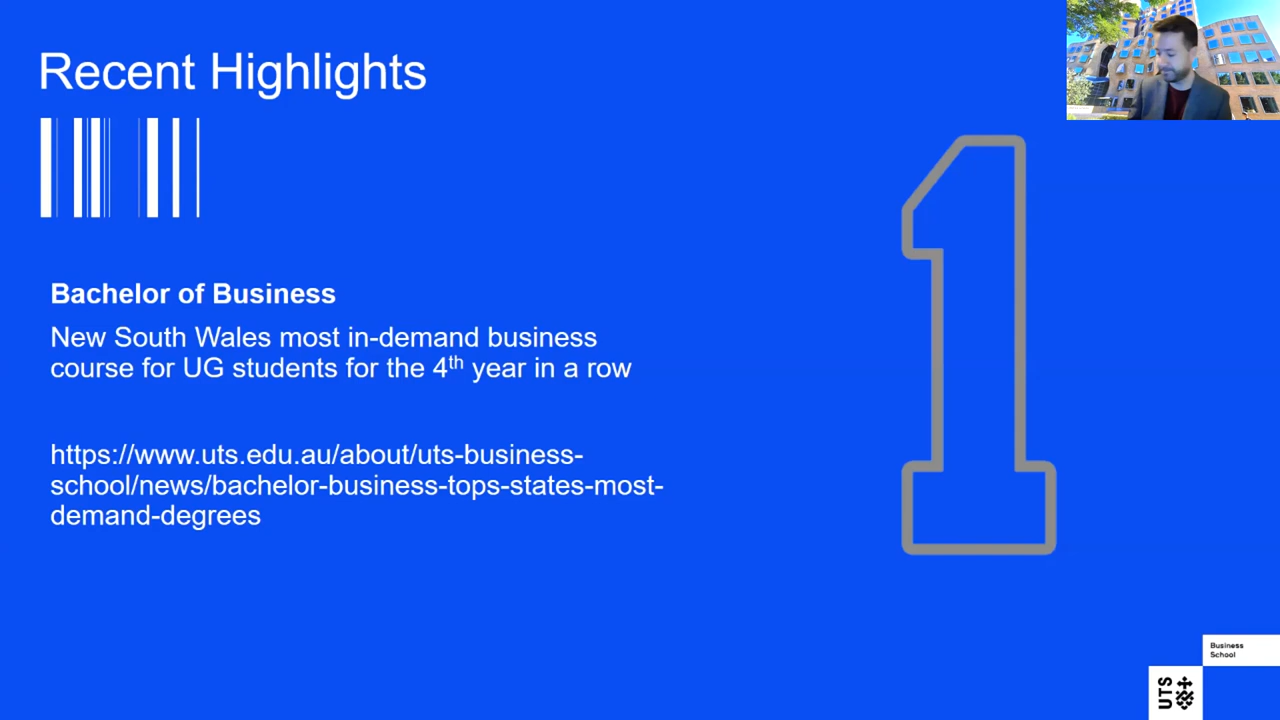 Recent Highlights
Bachelor of Business
New South Wales most in-demand business
course for UG students for the 4th year in a row
https://www.uts.edu.au/about/uts-business-
school/news/bachelor-business-tops-states-most-
demand-degrees
1
Business
School
UTS